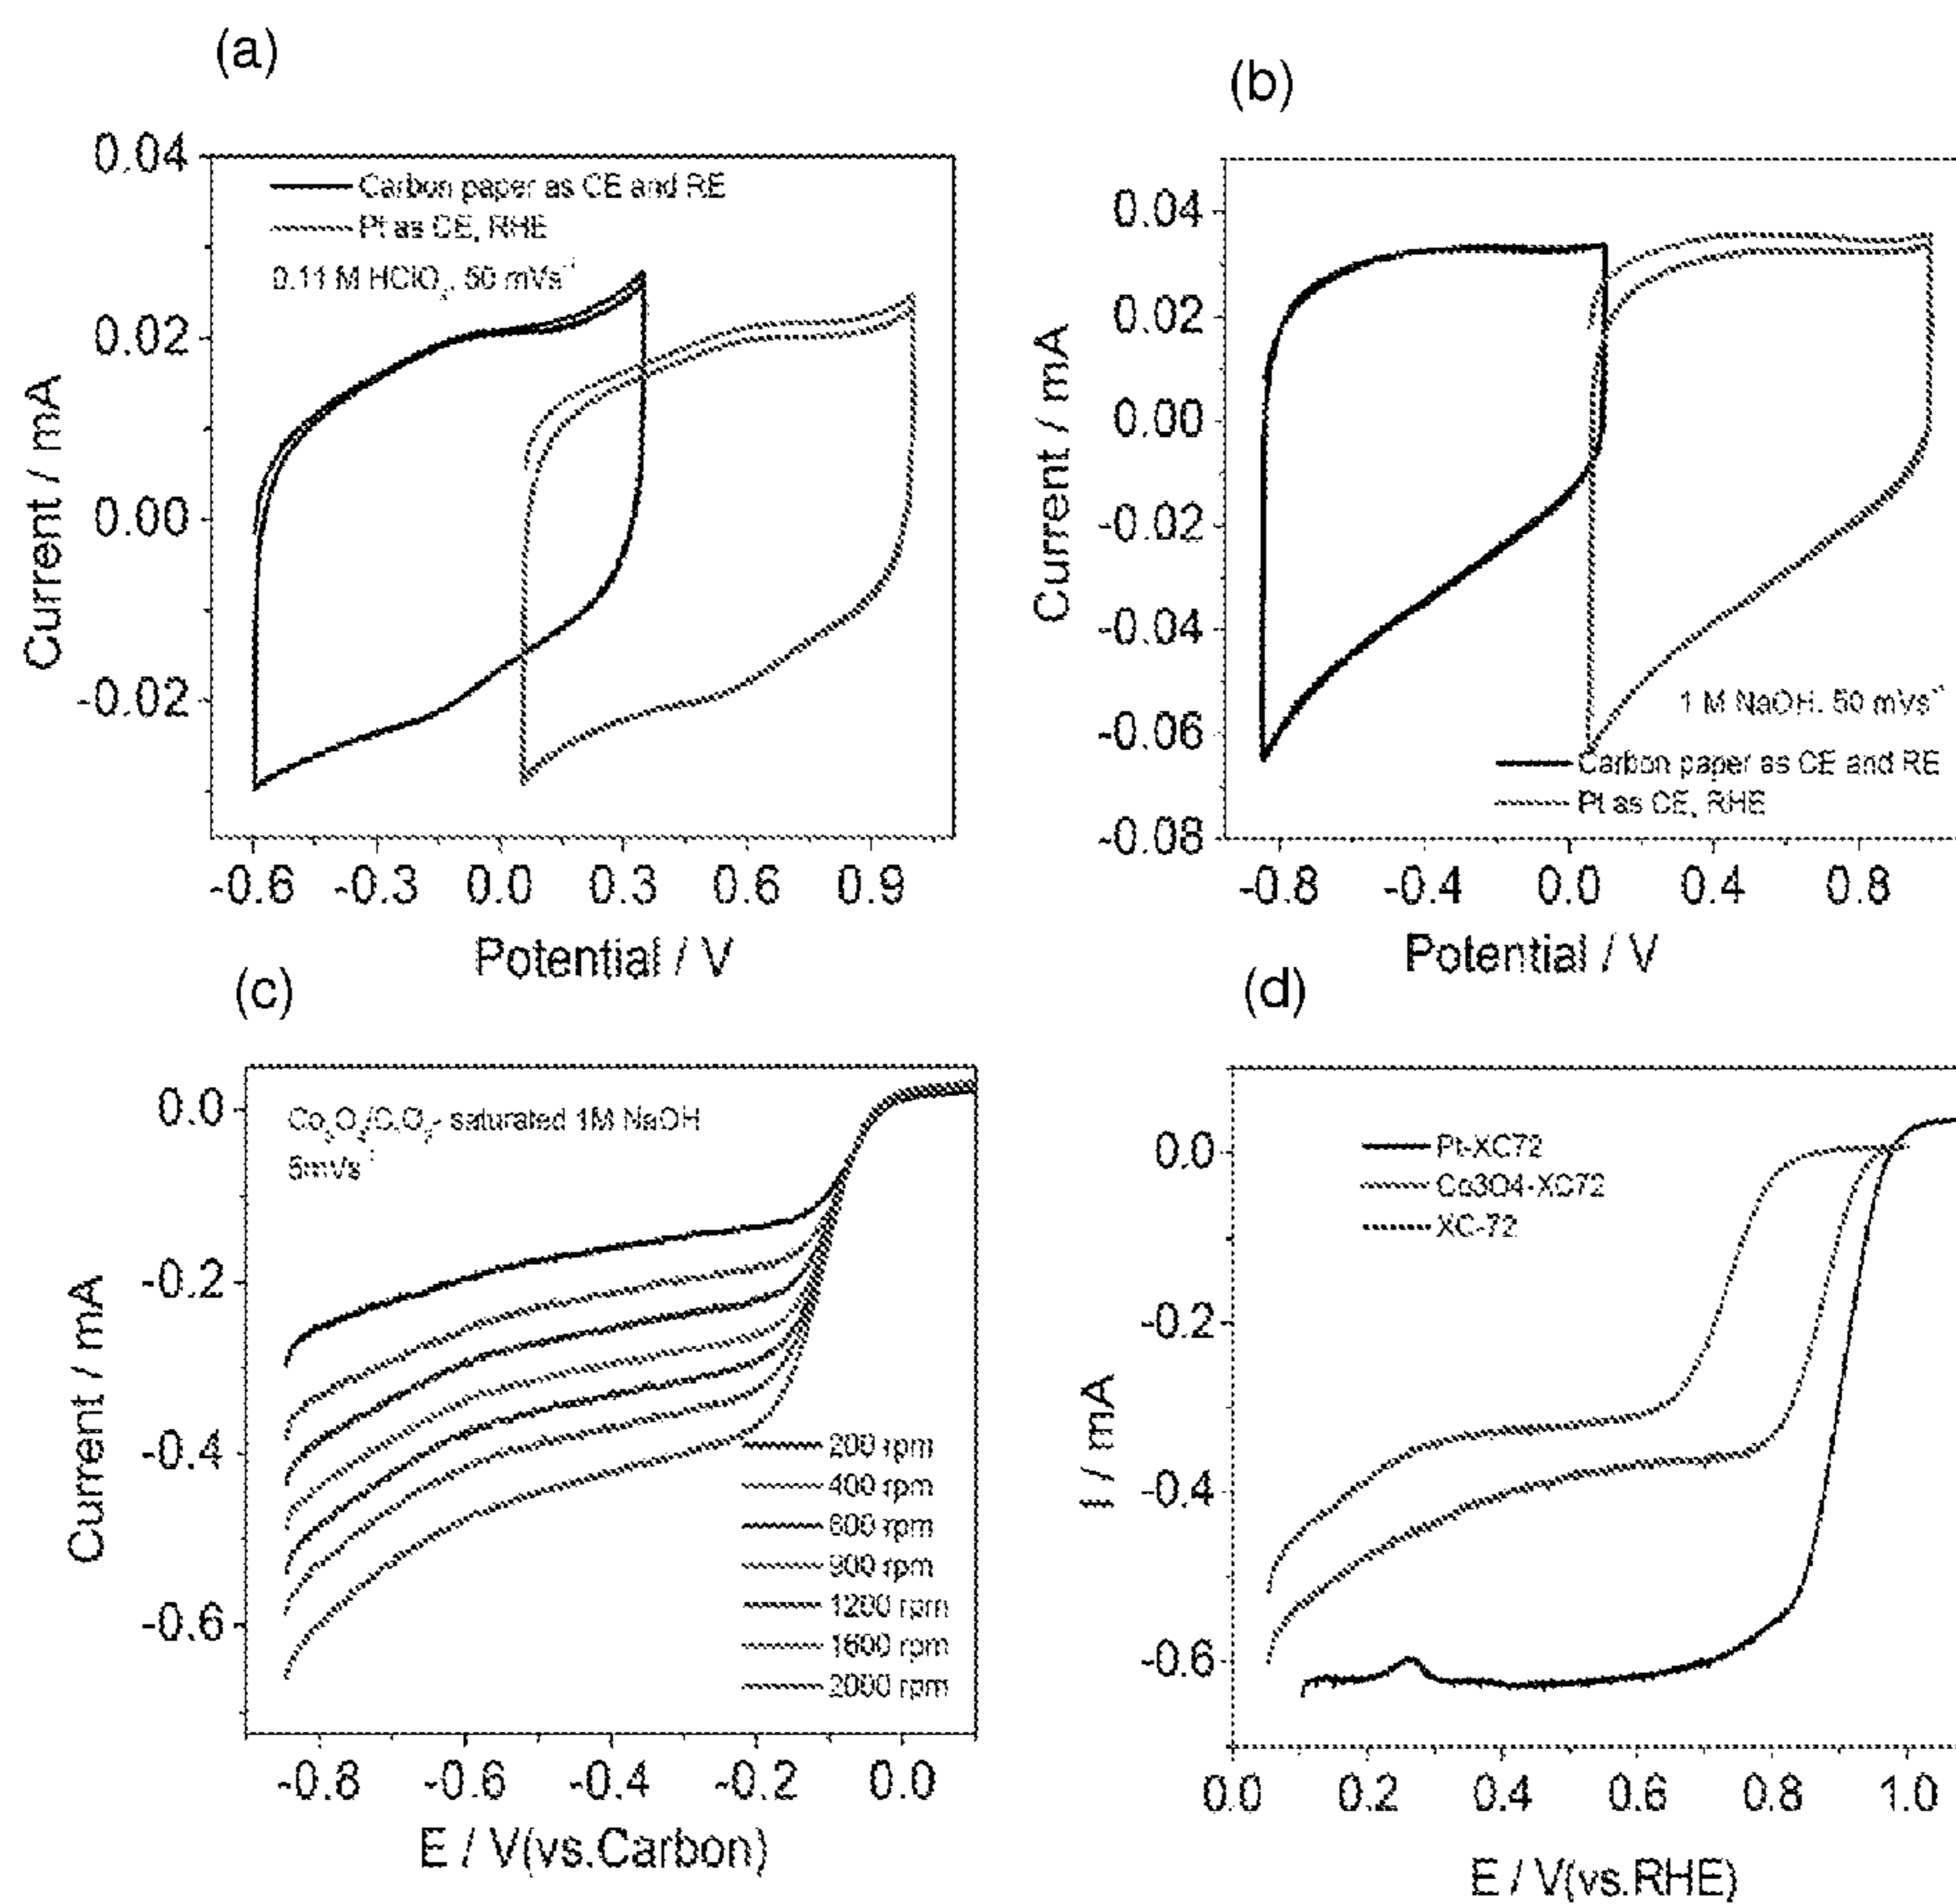 (a)
0.04
0.02
0.00
-0.02
Current / mA
Carbon paper as CE and RE
Pt as CE, RHE
0.11 M HClO₄, 50 mVs⁻¹
-0.6 -0.3 0.0 0.3 0.6 0.9
Potential / V
(b)
0.04
0.02
0.00
-0.02
-0.04
-0.06
-0.08
Current / mA
1 M NaOH. 50 mVs⁻¹
Carbon paper as CE and RE
Pt as CE, RHE
-0.8 -0.4 0.0 0.4 0.8
Potential / V
(c)
0.0
-0.2
-0.4
-0.6
Current / mA
Co₃O₄/C,O₂- saturated 1M NaOH
5mVs⁻¹
200 rpm
400 rpm
600 rpm
900 rpm
1200 rpm
1600 rpm
2000 rpm
-0.8 -0.6 -0.4 -0.2 0.0
E / V(vs.Carbon)
(d)
0.0
-0.2
-0.4
-0.6
I / mA
Pt-XC72
Co3O4-XC72
XC-72
0.0 0.2 0.4 0.6 0.8 1.0
E / V(vs.RHE)